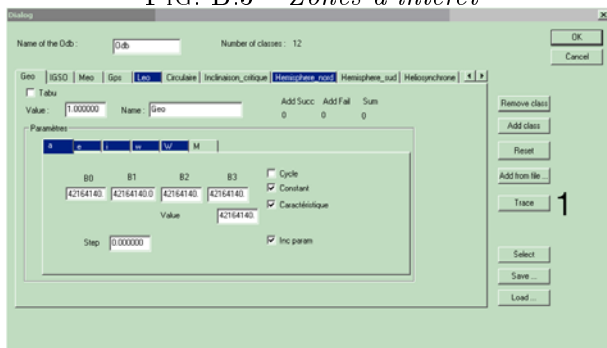 FIG. B.3 – Zones d'intérêt
Dialog
Name of the Odb : Odb Number of classes : 12
OK
Cancel
Geo IGSO Meo Gps Leo Circulaire Inclinaison_critique Hemisphere_nord Hemisphere_sud Heliosynchrone
Tabu
Value : 1.000000 Name : Geo
Add Succ Add Fail Sum
0 0 0
Paramètres
a e i w W M
B0 B1 B2 B3
42164140. 42164140.0 42164140. 42164140.
Value 42164140.
Step 0.000000
Cycle
Constant
Caractéristique
Inc param
Remove class
Add class
Reset
Add from file ...
Trace 1
Select
Save ...
Load ...